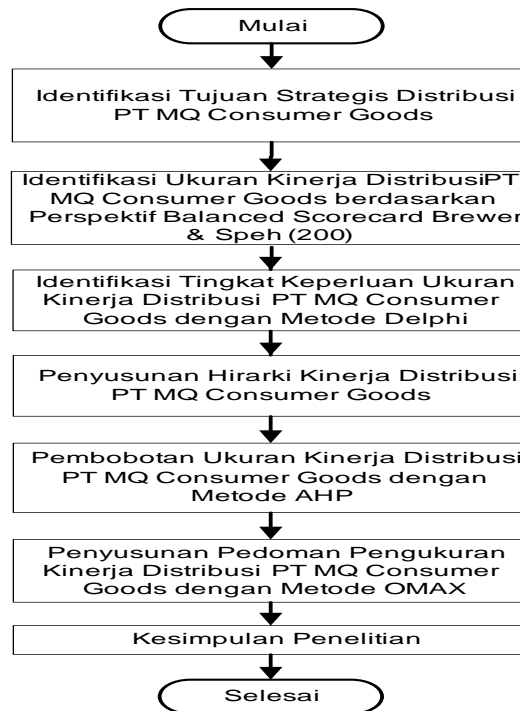 Mulai
Identifikasi Tujuan Strategis Distribusi
PT MQ Consumer Goods
Identifikasi Ukuran Kinerja DistribusiPT
MQ Consumer Goods berdasarkan
Perspektif Balanced Scorecard Brewer
& Speh (200)
Identifikasi Tingkat Keperluan Ukuran
Kinerja Distribusi PT MQ Consumer
Goods dengan Metode Delphi
Penyusunan Hirarki Kinerja Distribusi
PT MQ Consumer Goods
Pembobotan Ukuran Kinerja Distribusi
PT MQ Consumer Goods dengan
Metode AHP
Penyusunan Pedoman Pengukuran
Kinerja Distribusi PT MQ Consumer
Goods dengan Metode OMAX
Kesimpulan Penelitian
Selesai